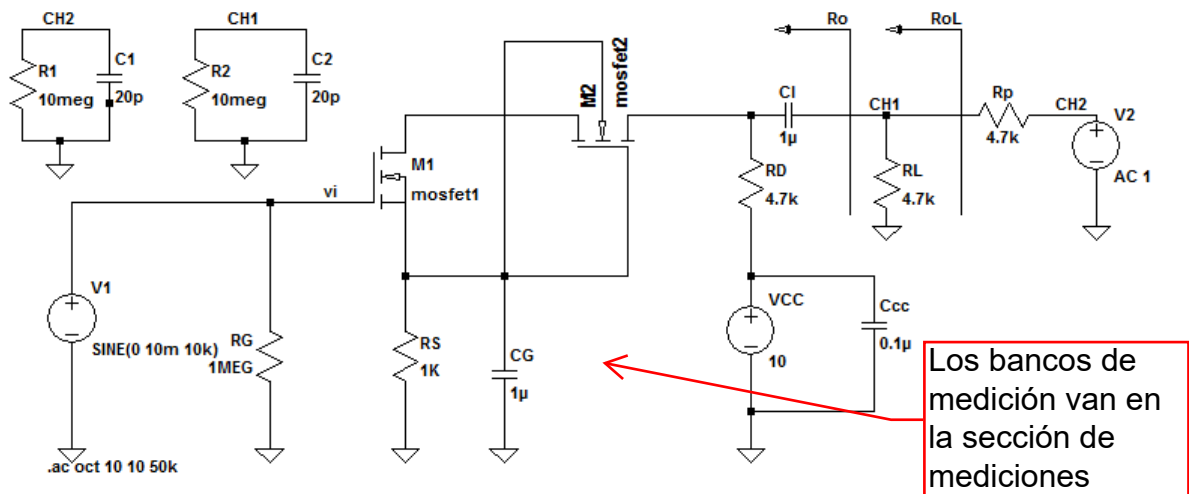 CH2
R1
10meg
C1
20p
CH1
R2
10meg
C2
20p
M2
mosfet2
M1
mosfet1
vi
V1
SINE(0 10m 10k)
RG
1MEG
RS
1K
CG
1µ
CI
1µ
RD
4.7k
VCC
10
Ccc
0.1µ
Ro
RoL
CH1
RL
4.7k
Rp
4.7k
CH2
V2
AC 1
.ac oct 10 10 50k
Los bancos de
medición van en
la sección de
mediciones